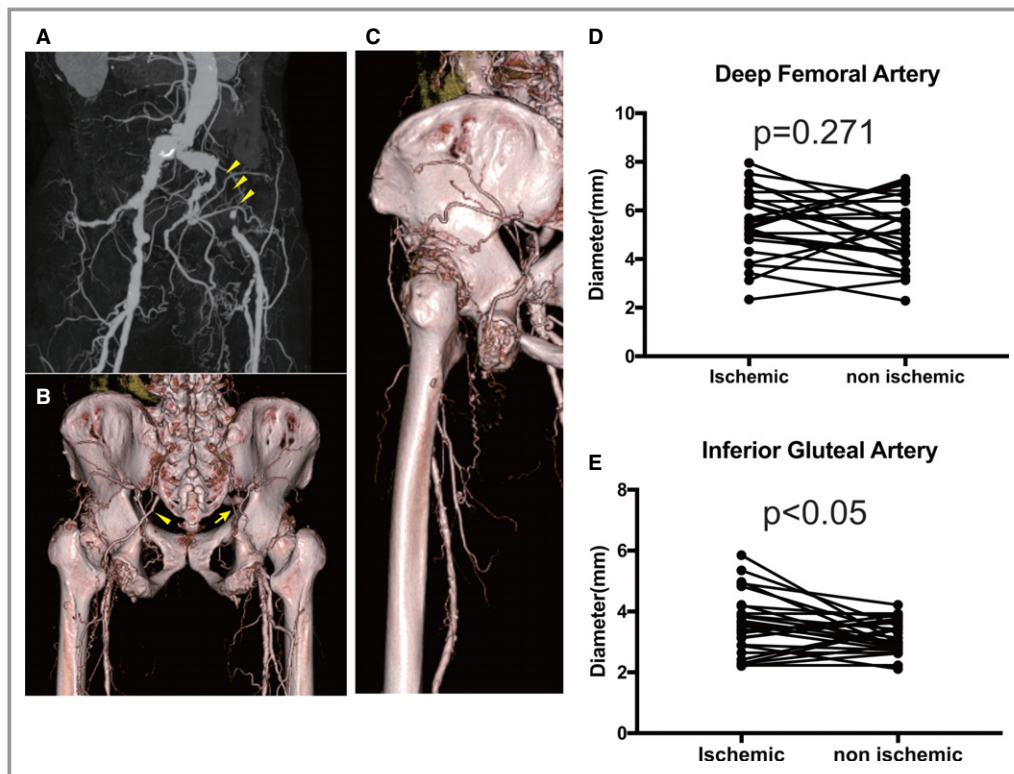 A
B
C
D
Deep Femoral Artery
p=0.271
Diameter(mm)
10
8
6
4
2
0
Ischemic
non ischemic
E
Inferior Gluteal Artery
p<0.05
Diameter(mm)
8
6
4
2
0
Ischemic
non ischemic